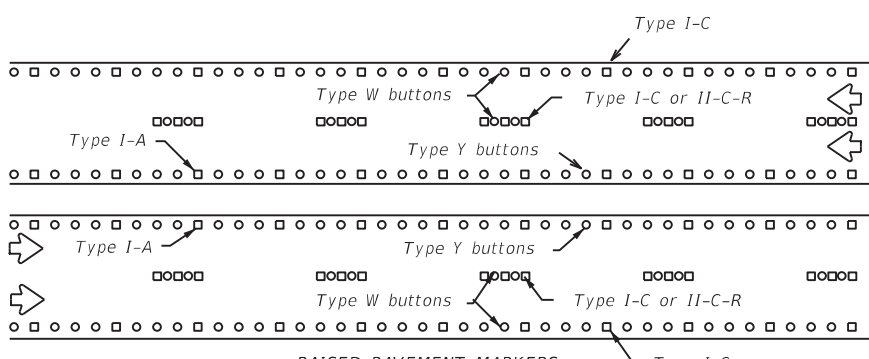 Type I-C
Type W buttons
Type I-C or II-C-R
Type I-A
Type Y buttons
Type I-A
Type Y buttons
Type W buttons
Type I-C or II-C-R
RAISED PAVEMENT MARKERS
Type I-C